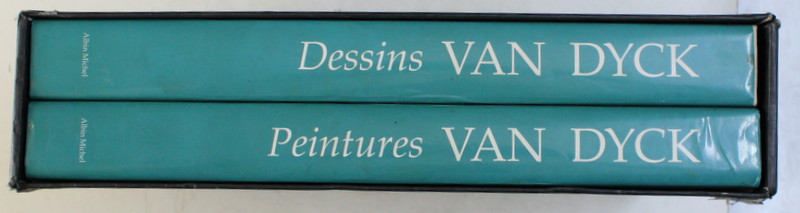 Dessins VAN DYCK
Albin Michel
Peintures VAN DYCK
Albin Michel